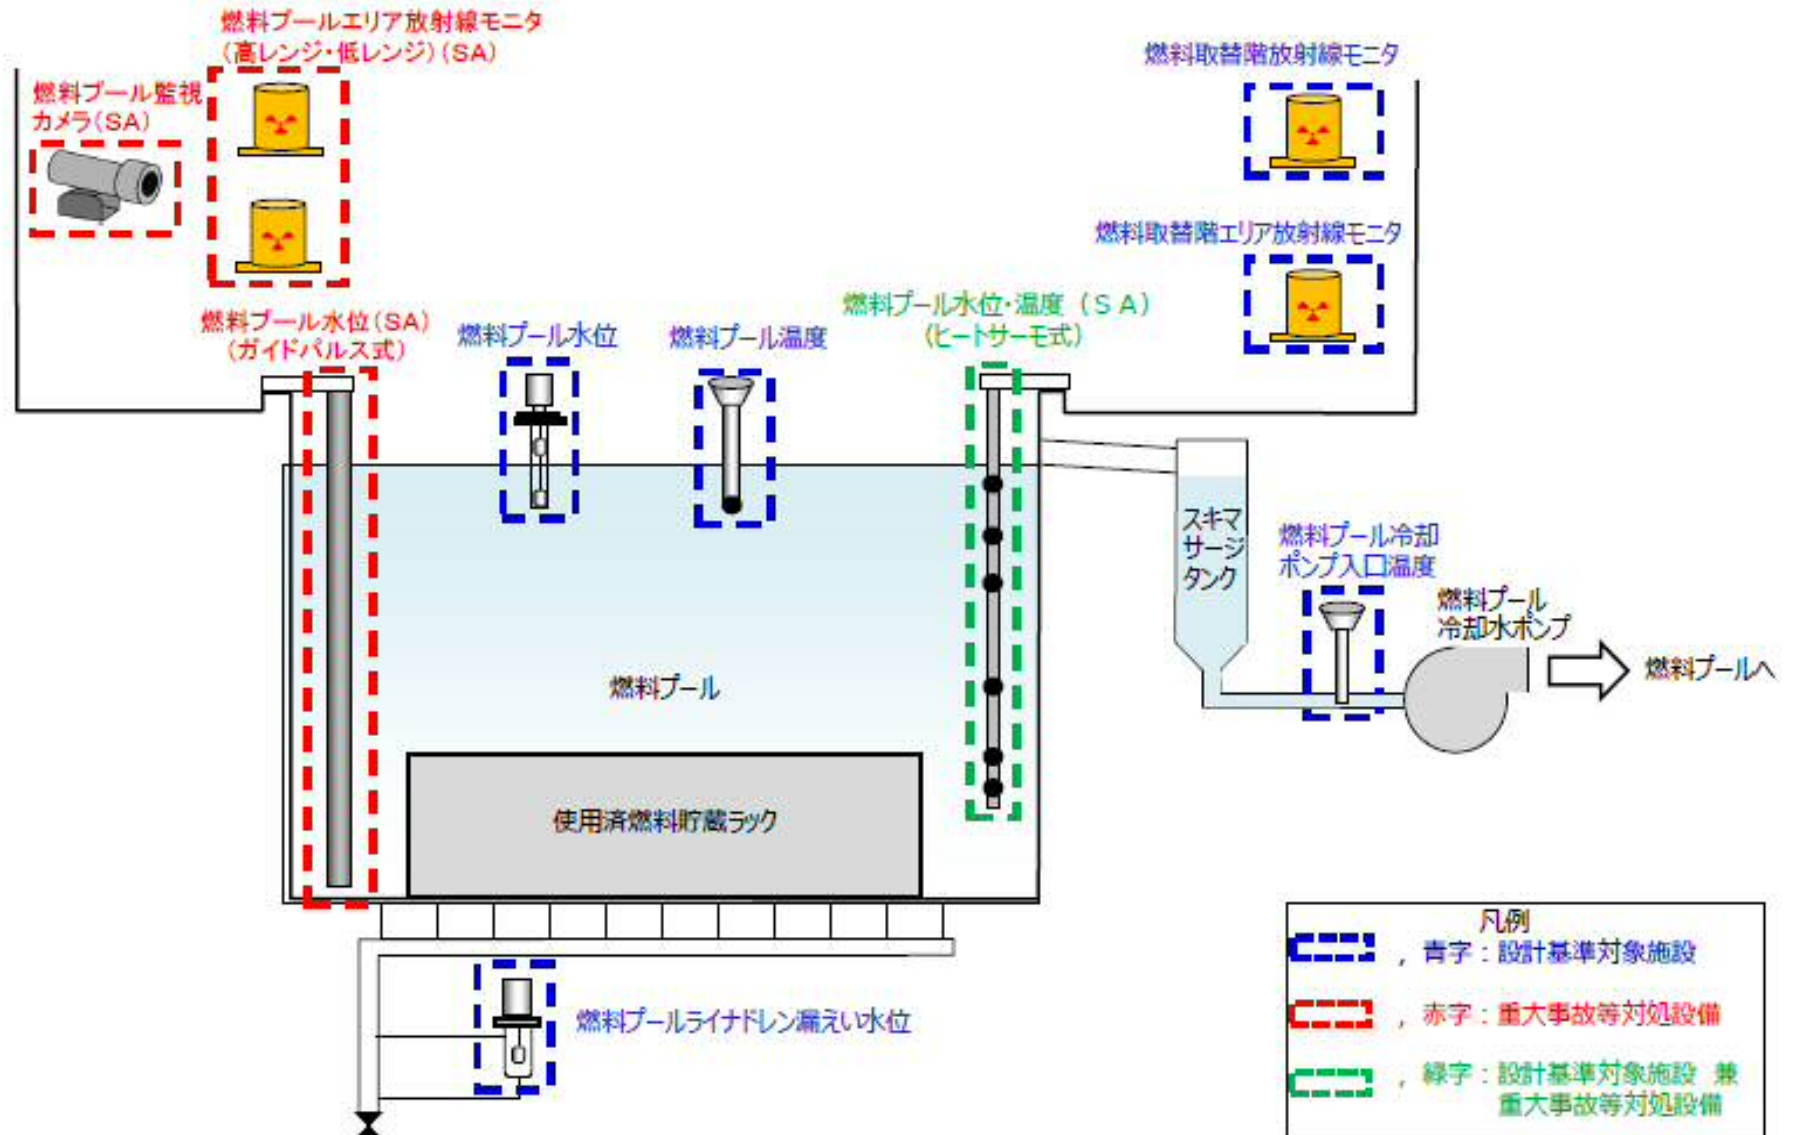 燃料プールエリア放射線モニタ
(高レンジ・低レンジ)(SA)
燃料プール監視
カメラ(SA)
燃料取替階放射線モニタ
燃料取替階エリア放射線モニタ
燃料プール水位(SA)
(ガイドパルス式)
燃料プール水位
燃料プール温度
燃料プール水位・温度 (SA)
(ヒートサーモ式)
スキマ
サージ
タンク
燃料プール冷却
ポンプ入口温度
燃料プール
冷却水ポンプ
燃料プールへ
燃料プール
使用済燃料貯蔵ラック
燃料プールライナドレン漏えい水位
凡例
,青字:設計基準対象施設
,赤字:重大事故等対処設備
,緑字:設計基準対象施設 兼
重大事故等対処設備